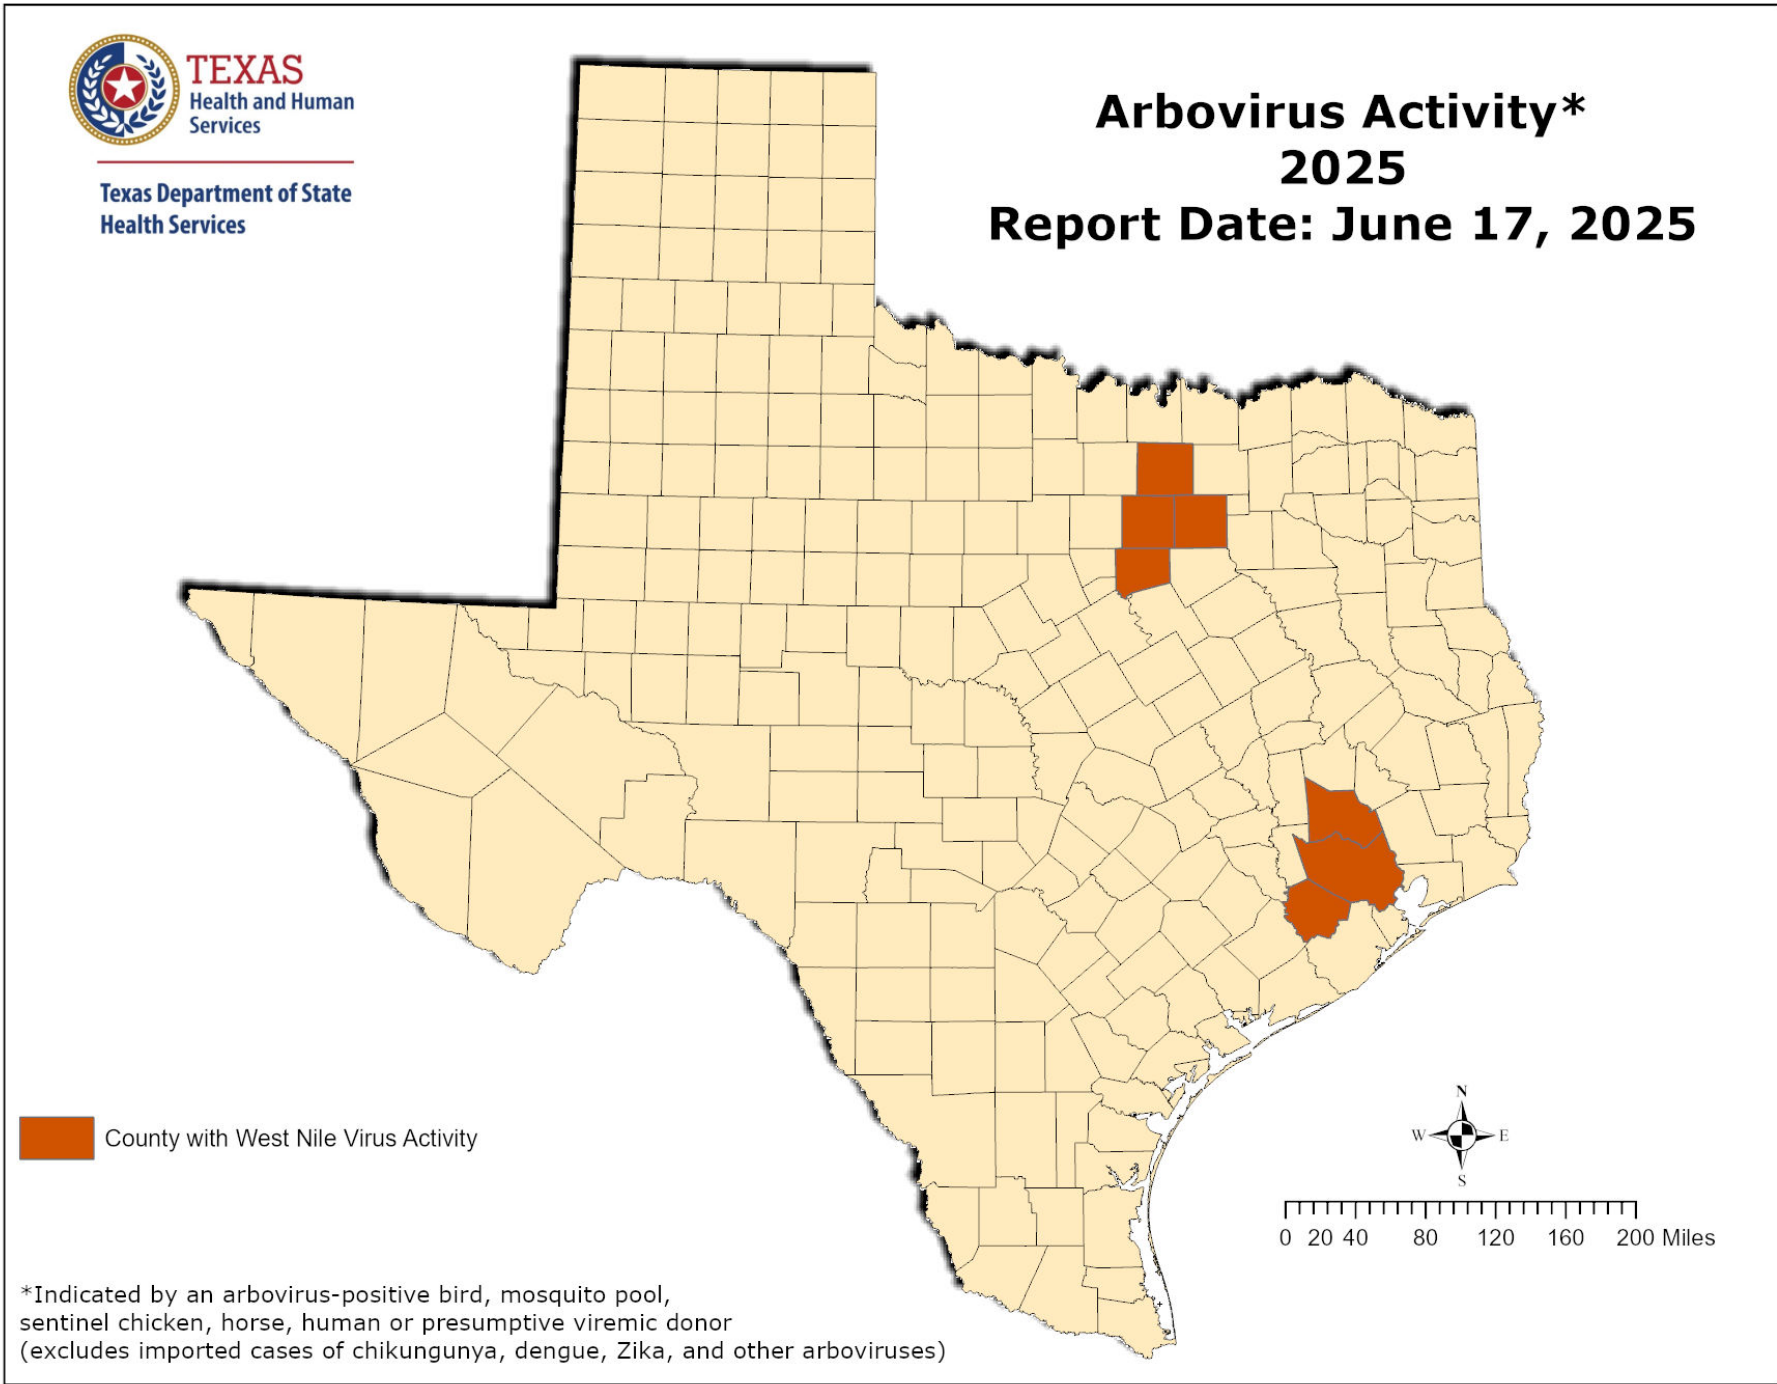 TEXAS
Health and Human
Services
Texas Department of State
Health Services
Arbovirus Activity*
2025
Report Date: June 17, 2025
County with West Nile Virus Activity
N
W E
S
0 20 40 80 120 160 200 Miles
*Indicated by an arbovirus-positive bird, mosquito pool,
sentinel chicken, horse, human or presumptive viremic donor
(excludes imported cases of chikungunya, dengue, Zika, and other arboviruses)